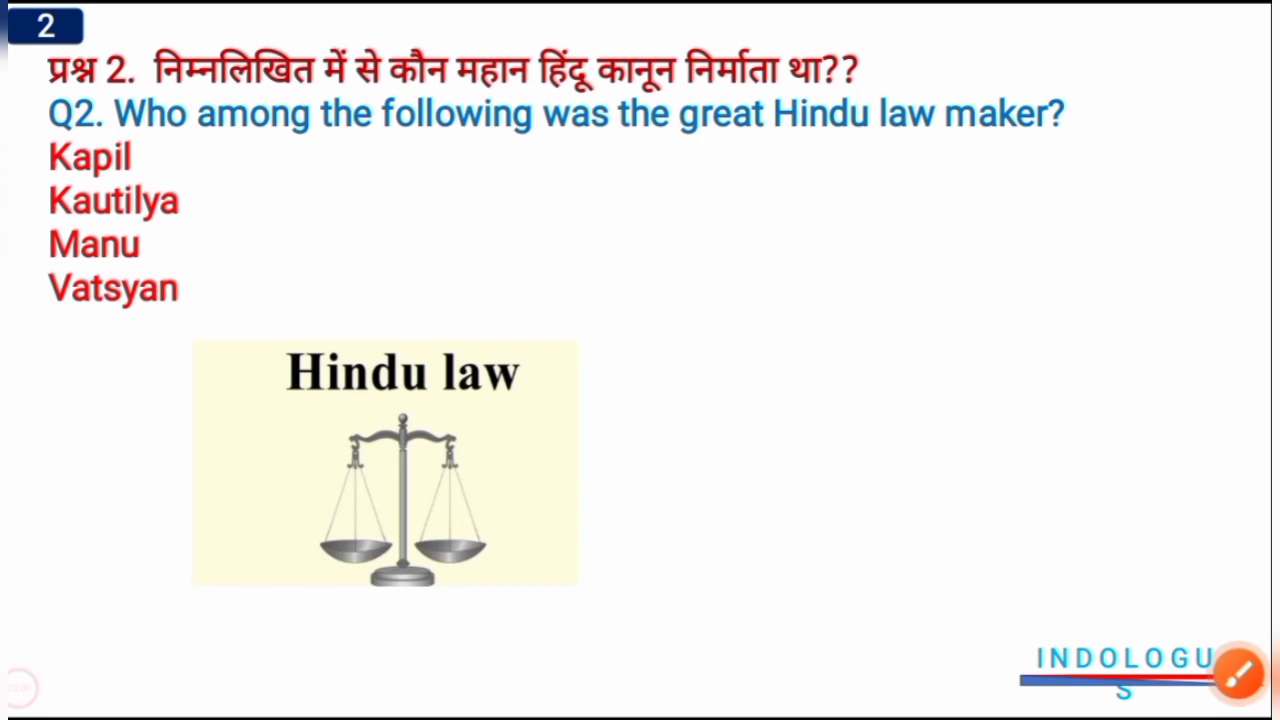 2
प्रश्न 2. निम्नलिखित में से कौन महान हिंदू कानून निर्माता था??
Q2. Who among the following was the great Hindu law maker?
Kapil
Kautilya
Manu
Vatsyan
Hindu law
INDOLOGU
S